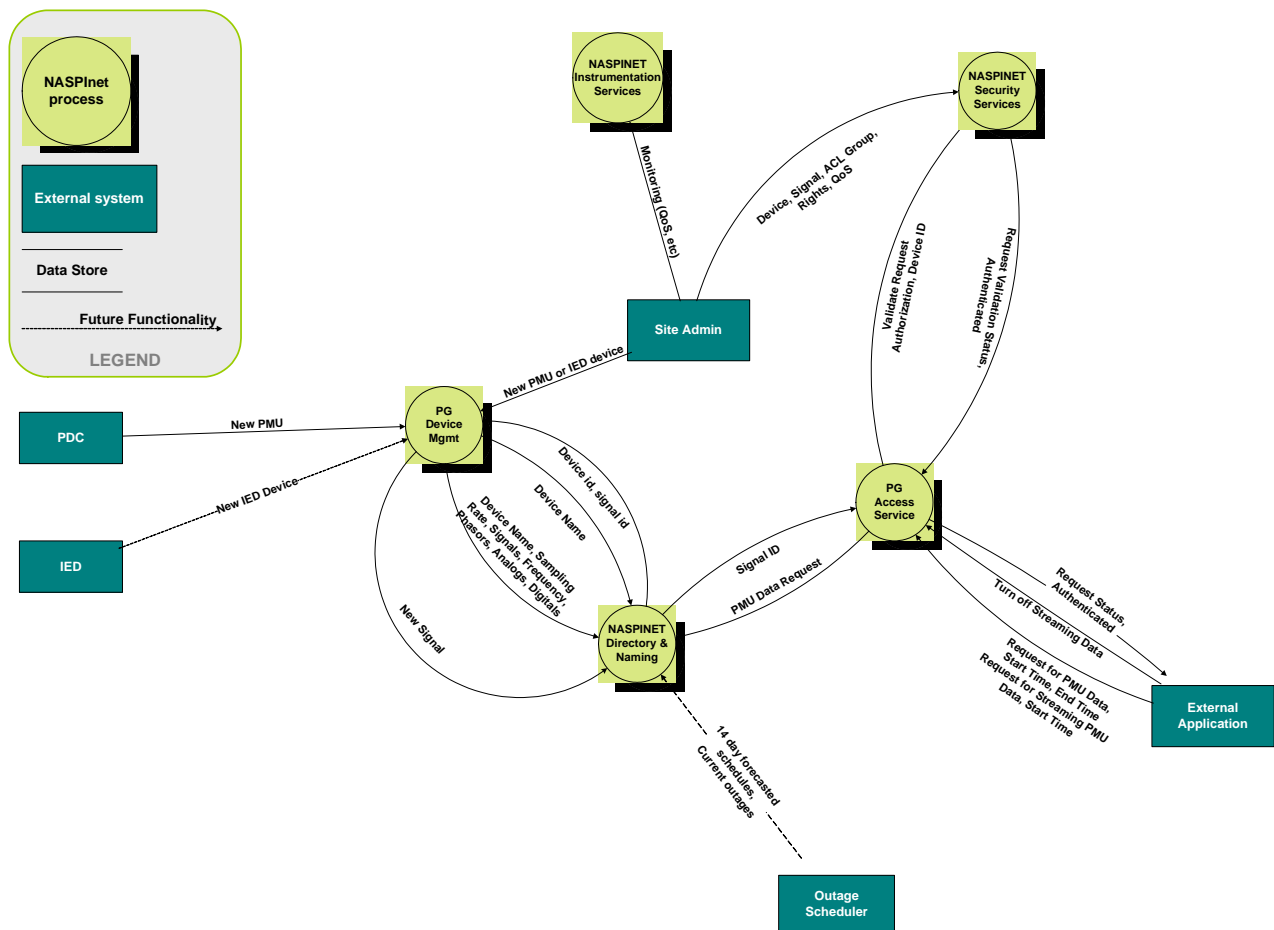 NASPInet
process
External system
Data Store
Future Functionality
LEGEND
NASPINET
Instrumentation
Services
NASPINET
Security
Services
Monitoring (QoS, etc)
Device, Signal, ACL Group,
Rights, QoS
Validate Request
Authorization, Device ID
Request Validation Status,
Authenticated
Site Admin
New PMU or IED device
PDC
New PMU
PG
Device
Mgmt
New IED Device
IED
Device id, signal id
Device Name
Device Name, Sampling
Rate, Signals, Frequency,
Phasors, Analogs, Digitals
New Signal
NASPINET
Directory &
Naming
Signal ID
PMU Data Request
PG
Access
Service
Request Status,
Authenticated
Turn off Streaming Data
Request for PMU Data,
Start Time, End Time
Request for Streaming PMU
Data, Start Time
External
Application
14 day forecasted
schedules,
Current outages
Outage
Scheduler